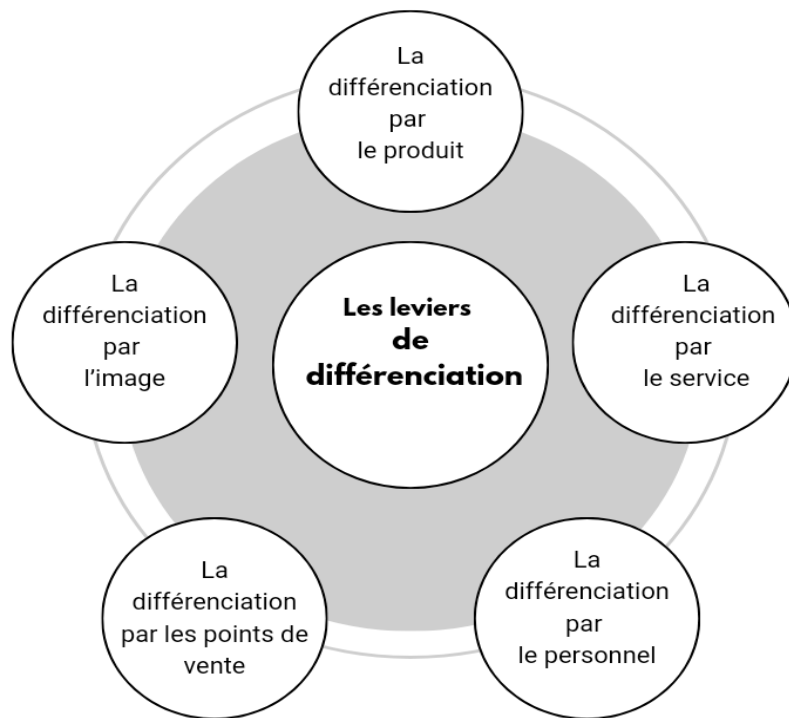 La
différenciation
par
le produit
La
différenciation
par
l’image
Les leviers
de
différenciation
La
différenciation
par
le service
La
différenciation
par les points de
vente
La
différenciation
par
le personnel